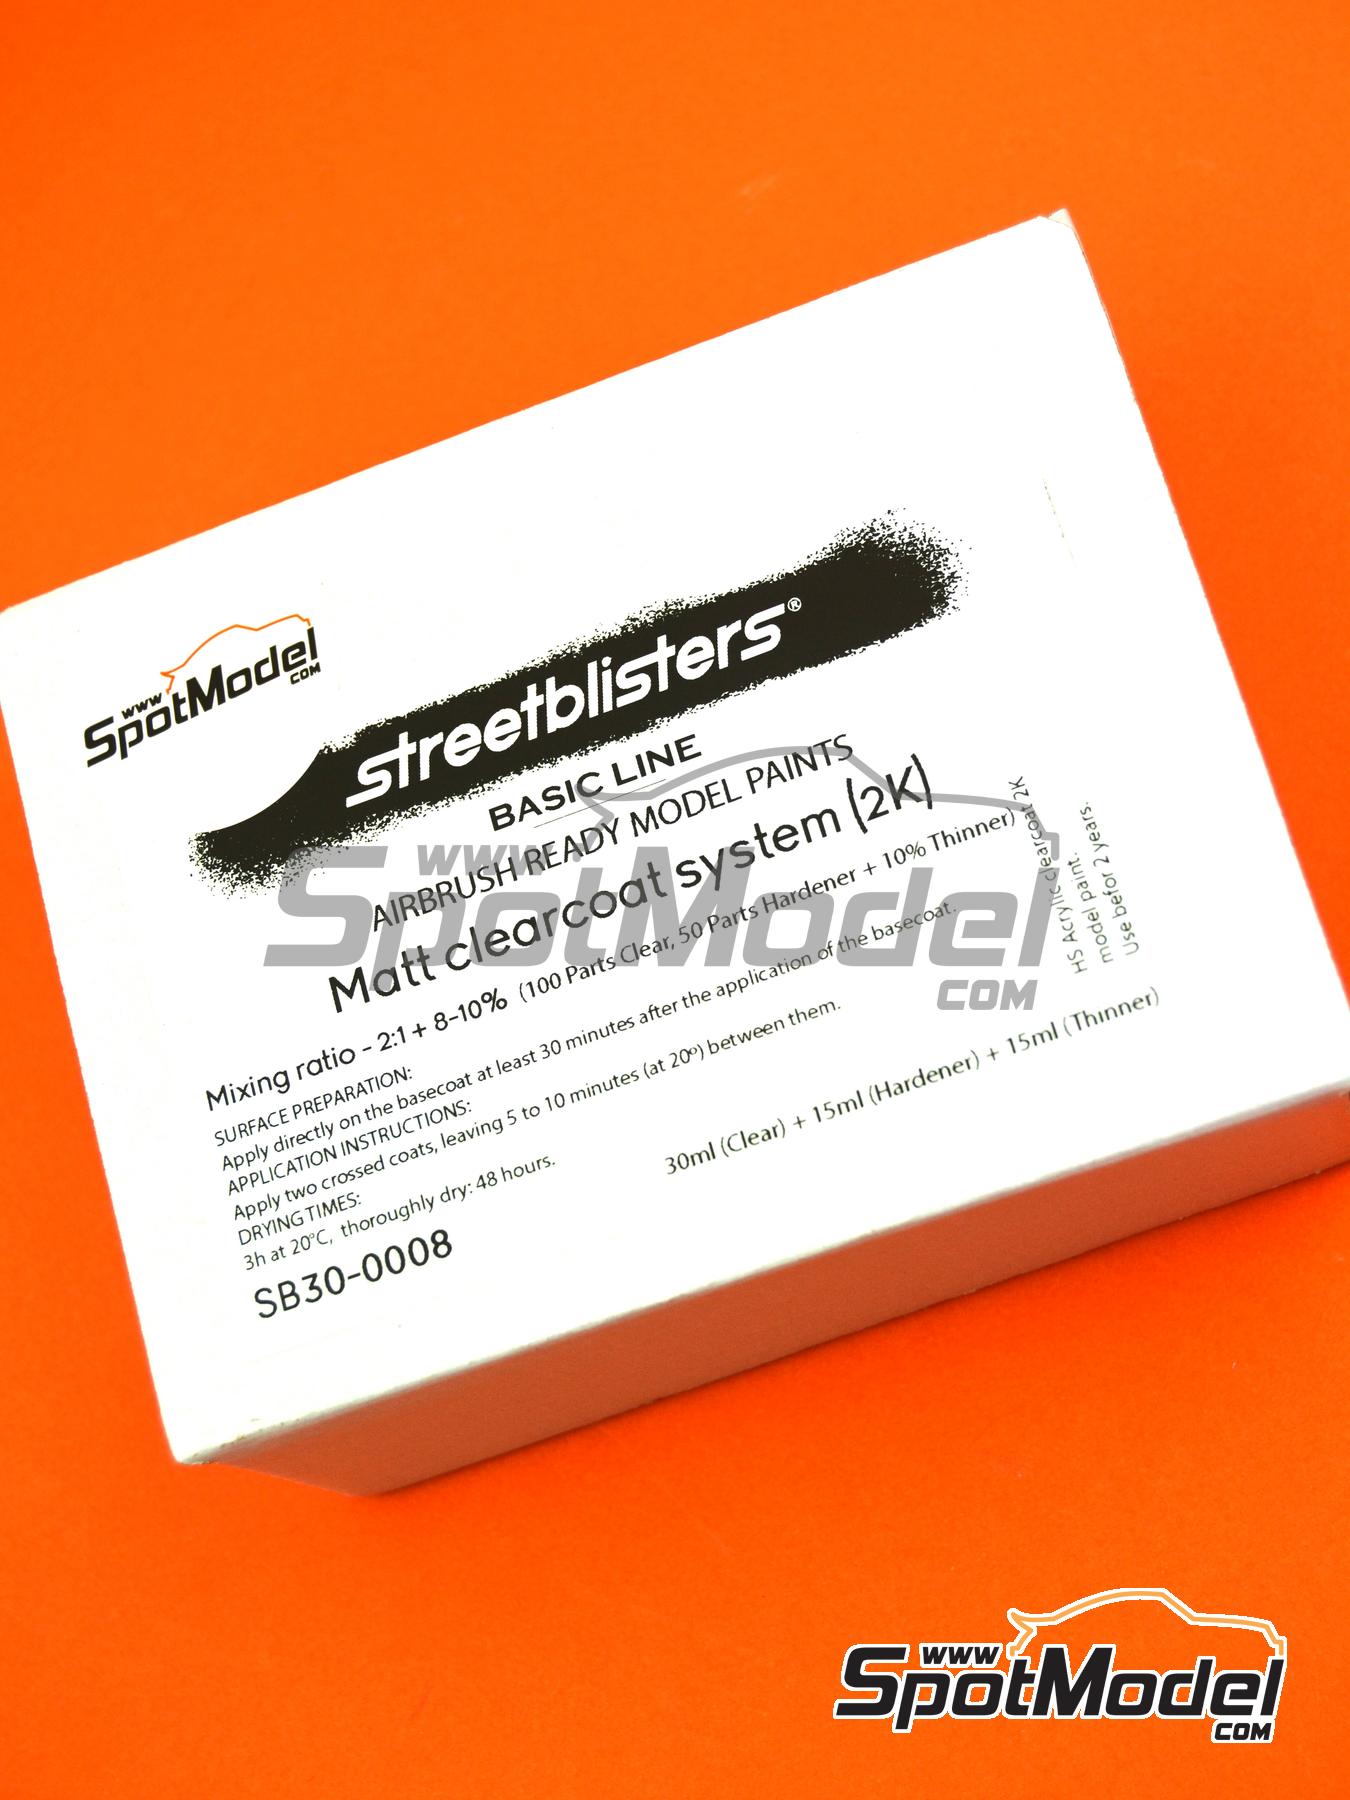 www
SpotModel
COM
streetblisters®
BASIC LINE
AIRBRUSH READY MODEL PAINTS
Matt clearcoat system (2K)
Mixing ratio - 2:1 + 8-10% (100 Parts Clear, 50 Parts Hardener + 10% Thinner)
SURFACE PREPARATION:
Apply directly on the basecoat at least 30 minutes after the application of the basecoat.
APPLICATION INSTRUCTIONS:
Apply two crossed coats, leaving 5 to 10 minutes (at 20º) between them.
DRYING TIMES:
3h at 20°C, thoroughly dry: 48 hours.
SB30-0008
30ml (Clear) + 15ml (Hardener) + 15ml (Thinner)
HS Acrylic clearcoat 2K
model paint.
Use befor 2 years.
www
SpotModel
COM
www
SpotModel
COM